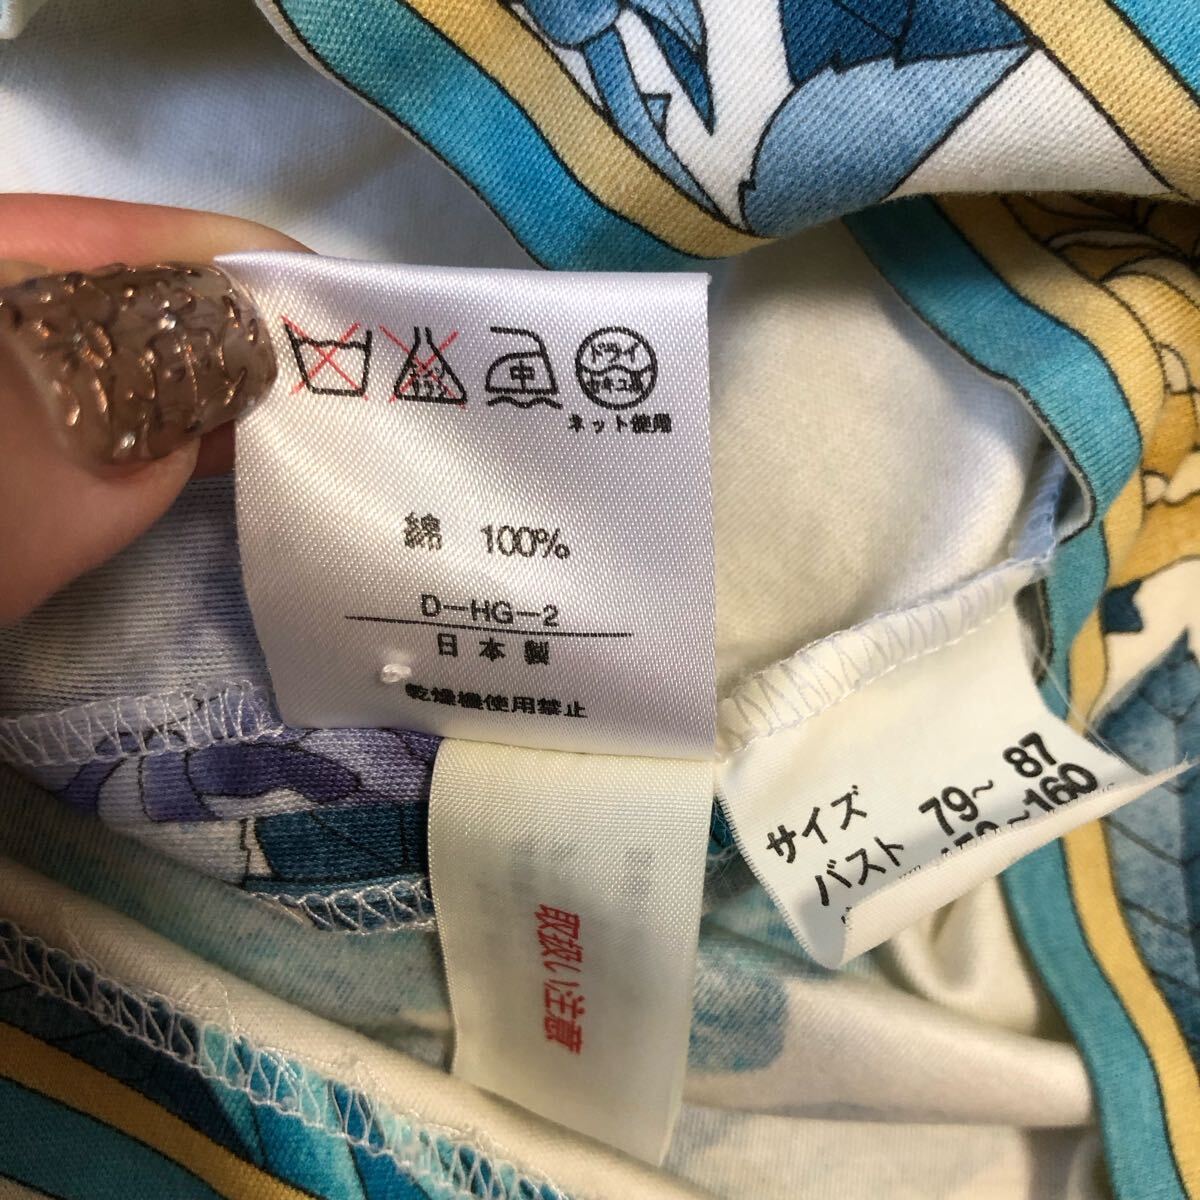 中
ドライ
ネット使用
綿 100%
D-HG-2
日本製
乾燥機使用禁止
サイズ
バスト 79~87
~160
取扱い注意